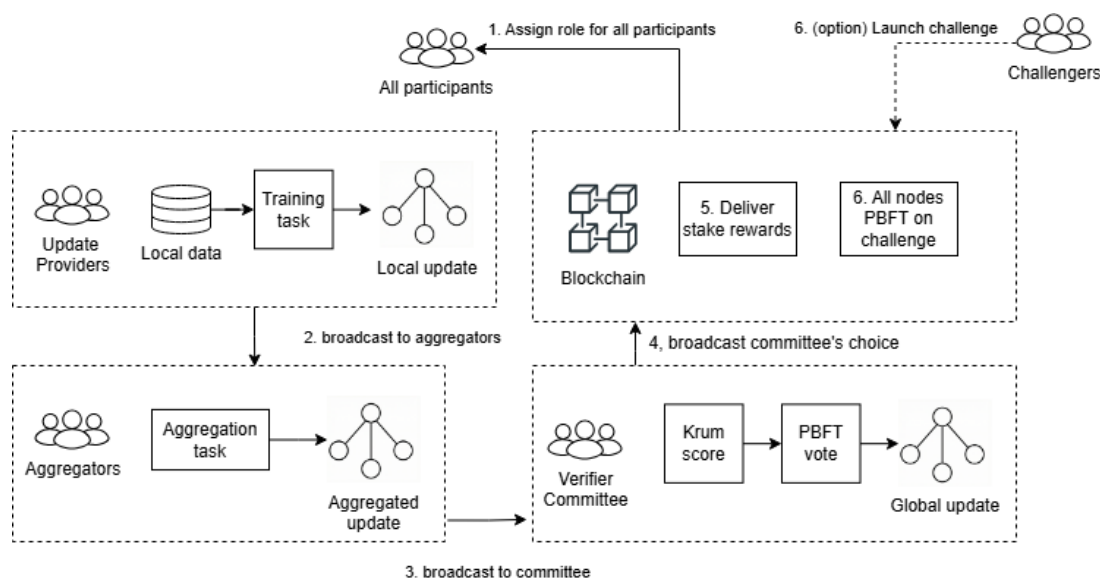 1. Assign role for all participants
6. (option) Launch challenge
All participants
Challengers
Training
task
Update
Providers
Local data
Local update
5. Deliver
stake rewards
6. All nodes
PBFT on
challenge
Blockchain
2. broadcast to aggregators
4, broadcast committee's choice
Aggregation
task
Aggregators
Aggregated
update
Krum
score
PBFT
vote
Verifier
Committee
Global update
3. broadcast to committee